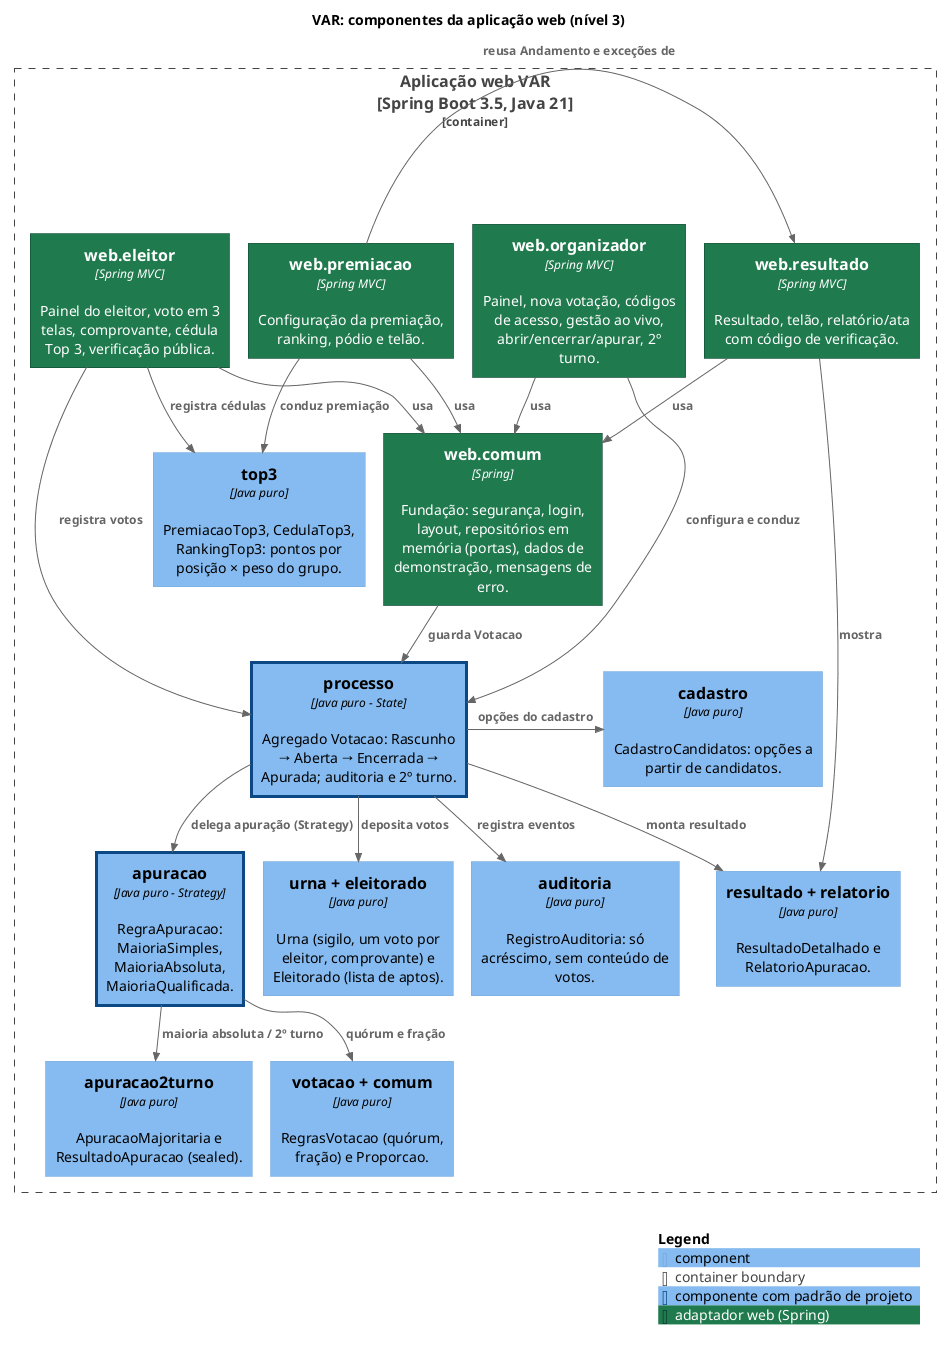 VAR: componentes da aplicação web (nível 3)
reusa Andamento e exceções de
Aplicação web VAR
[Spring Boot 3.5, Java 21]
[container]
web.eleitor
[Spring MVC]
Painel do eleitor, voto em 3
telas, comprovante, cédula
Top 3, verificação pública.
web.premiacao
[Spring MVC]
Configuração da premiação,
ranking, pódio e telão.
web.organizador
[Spring MVC]
Painel, nova votação, códigos
de acesso, gestão ao vivo,
abrir/encerrar/apurar, 2º
turno.
web.resultado
[Spring MVC]
Resultado, telão, relatório/ata
com código de verificação.
registra cédulas
conduz premiação
usa
usa
usa
usa
top3
[Java puro]
PremiacaoTop3, CedulaTop3,
RankingTop3: pontos por
posição × peso do grupo.
web.comum
[Spring]
Fundação: segurança, login,
layout, repositórios em
memória (portas), dados de
demonstração, mensagens de
erro.
registra votos
configura e conduz
guarda Votacao
mostra
processo
[Java puro - State]
Agregado Votacao: Rascunho
→ Aberta → Encerrada →
Apurada; auditoria e 2º turno.
opções do cadastro
cadastro
[Java puro]
CadastroCandidatos: opções a
partir de candidatos.
delega apuração (Strategy)
deposita votos
registra eventos
monta resultado
apuracao
[Java puro - Strategy]
RegraApuracao:
MaioriaSimples,
MaioriaAbsoluta,
MaioriaQualificada.
urna + eleitorado
[Java puro]
Urna (sigilo, um voto por
eleitor, comprovante) e
Eleitorado (lista de aptos).
auditoria
[Java puro]
RegistroAuditoria: só
acréscimo, sem conteúdo de
votos.
resultado + relatorio
[Java puro]
ResultadoDetalhado e
RelatorioApuracao.
maioria absoluta / 2º turno
quórum e fração
apuracao2turno
[Java puro]
ApuracaoMajoritaria e
ResultadoApuracao (sealed).
votacao + comum
[Java puro]
RegrasVotacao (quórum,
fração) e Proporcao.
Legend
component
container boundary
componente com padrão de projeto
adaptador web (Spring)